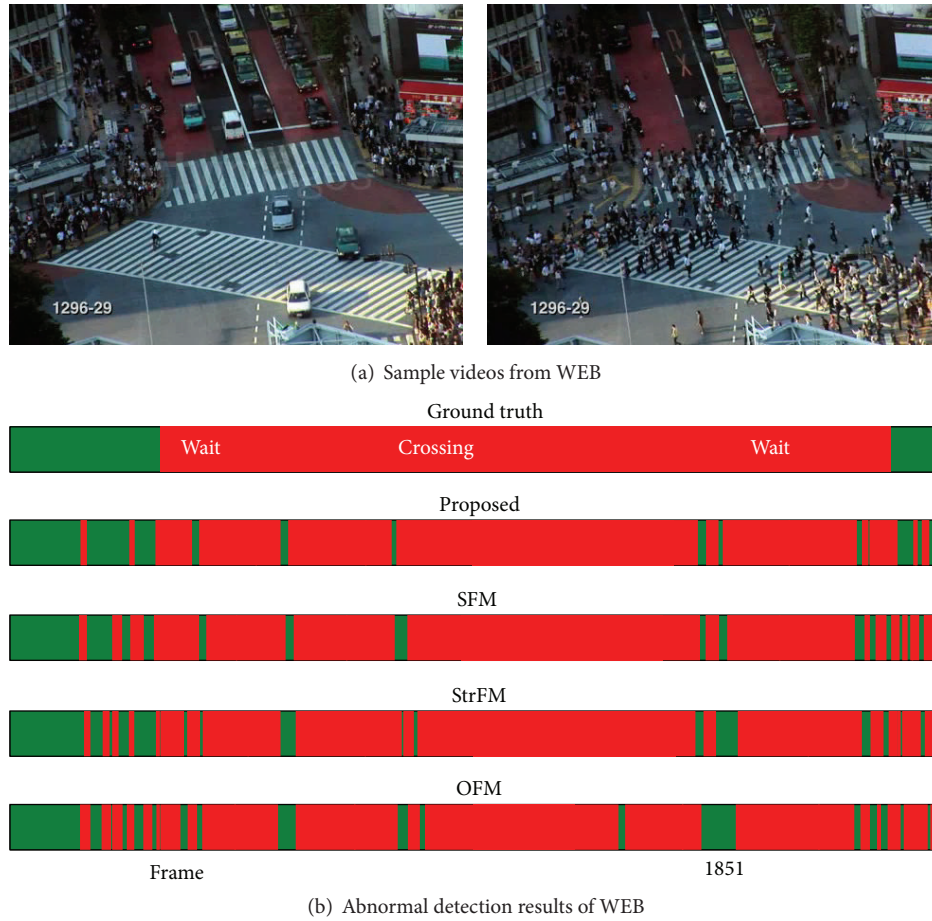 1296-29
1296-29
(a) Sample videos from WEB
Ground truth
Wait Crossing Wait
Proposed
SFM
StrFM
OFM
Frame 1851
(b) Abnormal detection results of WEB